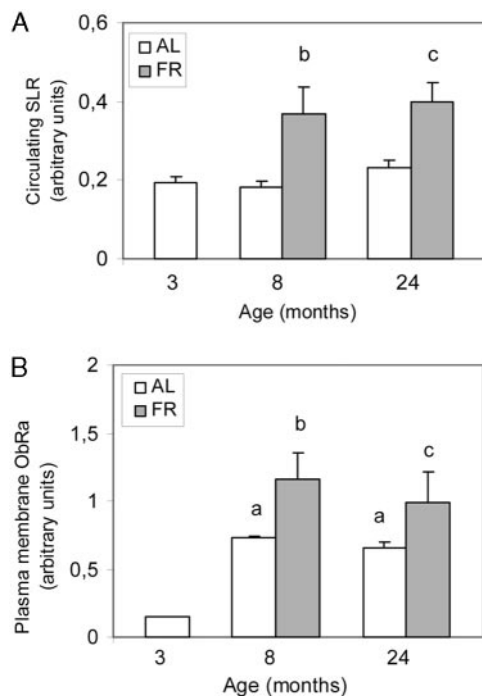 A
0,6
0,4
0,2
0
Circulating SLR
(arbitrary units)
AL
FR
b
c
3
8
24
Age (months)
B
2
1,5
1
0,5
0
Plasma membrane ObRa
(arbitrary units)
AL
FR
a
b
a
c
3
8
24
Age (months)